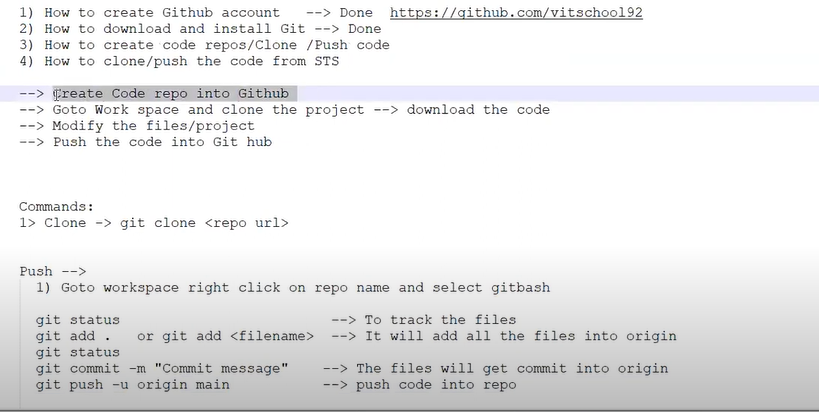 1) How to create Github account --> Done https://github.com/vitschool92
2) How to download and install Git --> Done
3) How to create code repos/Clone /Push code
4) How to clone/push the code from STS
--> Create Code repo into Github
--> Goto Work space and clone the project --> download the code
--> Modify the files/project
--> Push the code into Git hub
Commands:
1> Clone -> git clone <repo url>
Push -->
1) Goto workspace right click on repo name and select gitbash
git status --> To track the files
git add . or git add <filename> --> It will add all the files into origin
git status
git commit -m "Commit message" --> The files will get commit into origin
git push -u origin main --> push code into repo